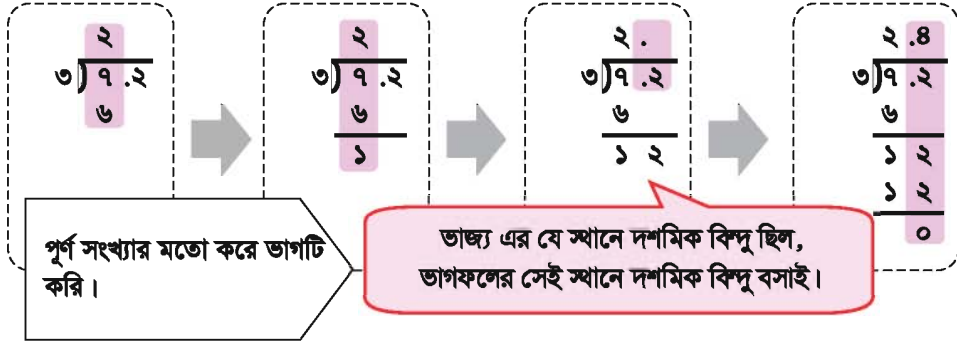 ২
৩) ৭ .২
৬
২
৩) ৭ .২
৬
১
২ .
৩)৭ .২
৬
১ ২
২ .৪
৩)৭ .২
৬
১ ২
১ ২
০
পূর্ণ সংখ্যার মতো করে ভাগটি
করি ।
ভাজ্য এর যে স্থানে দশমিক বিন্দু ছিল,
ভাগফলের সেই স্থানে দশমিক বিন্দু বসাই।